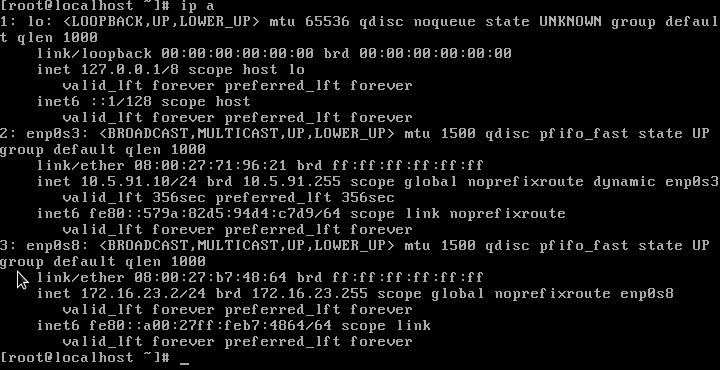 [root@localhost ~]# ip a
1: lo: <LOOPBACK,UP,LOWER_UP> mtu 65536 qdisc noqueue state UNKNOWN group defaul
t qlen 1000
    link/loopback 00:00:00:00:00:00 brd 00:00:00:00:00:00
    inet 127.0.0.1/8 scope host lo
       valid_lft forever preferred_lft forever
    inet6 ::1/128 scope host
       valid_lft forever preferred_lft forever
2: enp0s3: <BROADCAST,MULTICAST,UP,LOWER_UP> mtu 1500 qdisc pfifo_fast state UP
group default qlen 1000
    link/ether 08:00:27:71:96:21 brd ff:ff:ff:ff:ff:ff
    inet 10.5.91.10/24 brd 10.5.91.255 scope global noprefixroute dynamic enp0s3
       valid_lft 356sec preferred_lft 356sec
    inet6 fe80::579a:82d5:94d4:c7d9/64 scope link noprefixroute
       valid_lft forever preferred_lft forever
3: enp0s8: <BROADCAST,MULTICAST,UP,LOWER_UP> mtu 1500 qdisc pfifo_fast state UP
group default qlen 1000
    link/ether 08:00:27:b7:48:64 brd ff:ff:ff:ff:ff:ff
    inet 172.16.23.2/24 brd 172.16.23.255 scope global noprefixroute enp0s8
       valid_lft forever preferred_lft forever
    inet6 fe80::a00:27ff:feb7:4864/64 scope link
       valid_lft forever preferred_lft forever
[root@localhost ~]# _